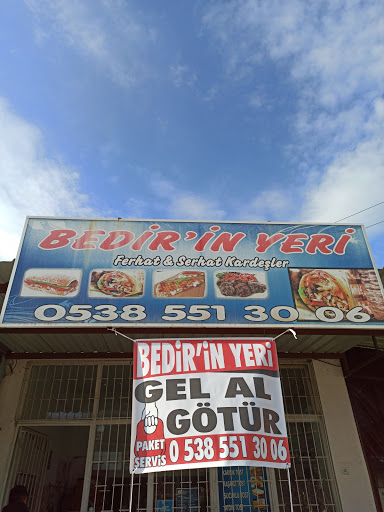 BEDİR'İN YERİ
Ferhat & Serhat Kardeşler
0538 551 30 06
BEDİR'İN YERİ
GEL AL
GÖTÜR
PAKET
SERVİS
0 538 551 30 06